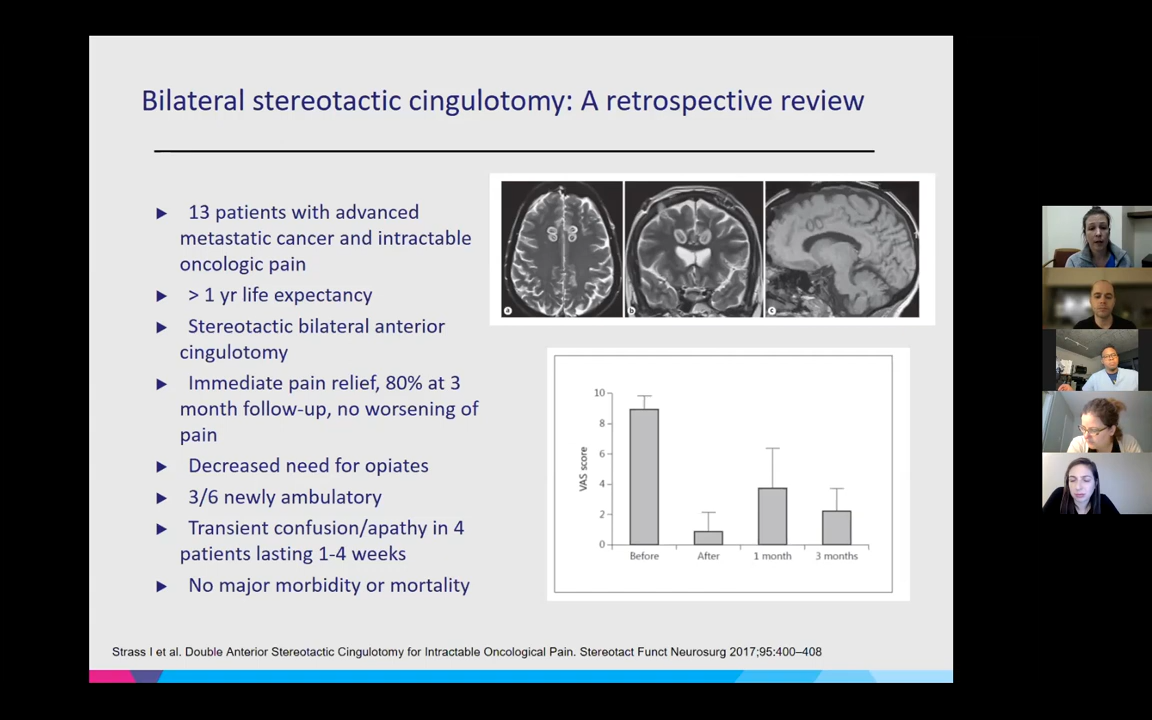 Bilateral stereotactic cingulotomy: A retrospective review
13 patients with advanced
metastatic cancer and intractable
oncologic pain
> 1 yr life expectancy
Stereotactic bilateral anterior
cingulotomy
Immediate pain relief, 80% at 3
month follow-up, no worsening of
pain
Decreased need for opiates
3/6 newly ambulatory
Transient confusion/apathy in 4
patients lasting 1-4 weeks
No major morbidity or mortality
a
b
c
VAS score
10
8
6
4
2
0
Before
After
1 month
3 months
Strass I et al. Double Anterior Stereotactic Cingulotomy for Intractable Oncological Pain. Stereotact Funct Neurosurg 2017;95:400–408